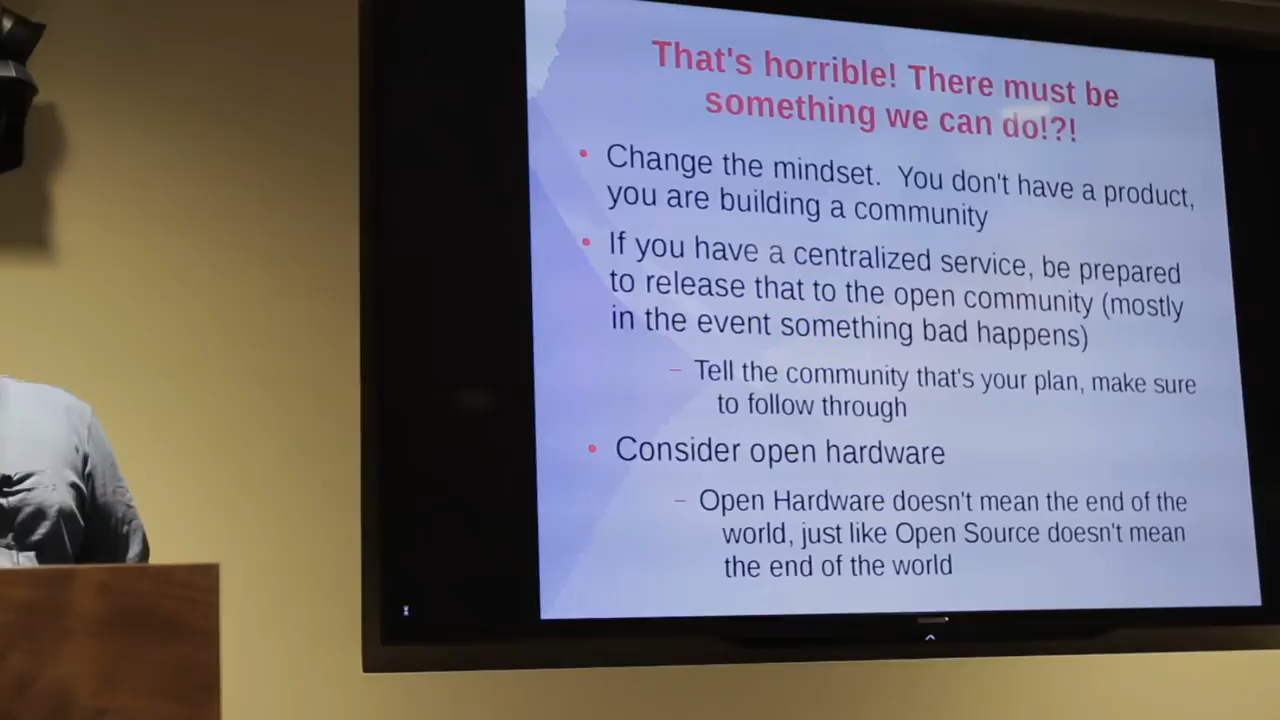 That's horrible! There must be
something we can do!?!
• Change the mindset.  You don't have a product,
you are building a community
• If you have a centralized service, be prepared
to release that to the open community (mostly
in the event something bad happens)
– Tell the community that's your plan, make sure
to follow through
• Consider open hardware
– Open Hardware doesn't mean the end of the
world, just like Open Source doesn't mean
the end of the world